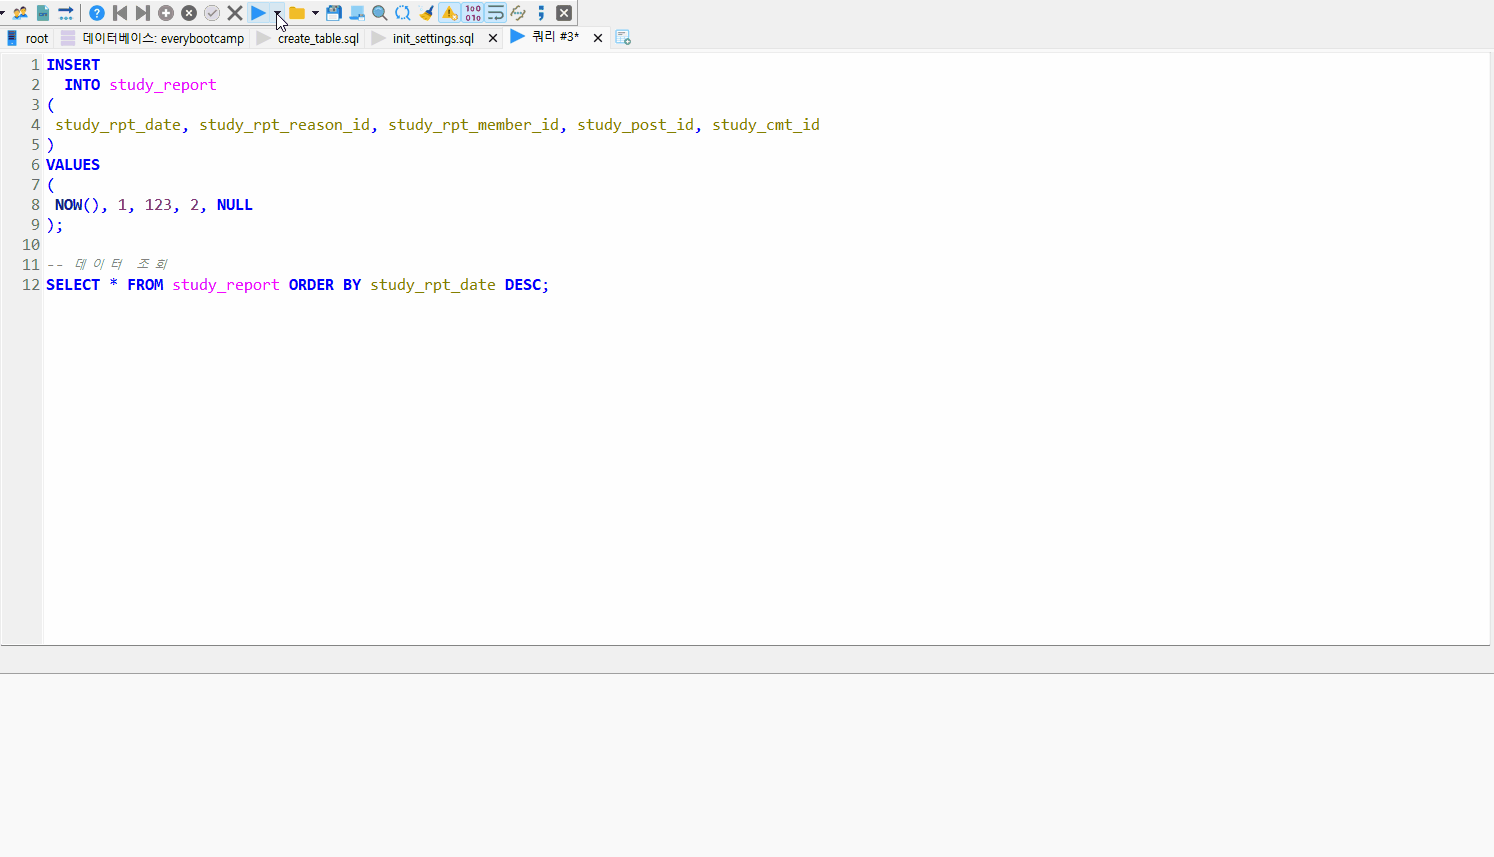 root 데이터베이스: everybootcamp create_table.sql init_settings.sql 쿼리 #3*
1 INSERT
2 INTO study_report
3 (
4 study_rpt_date, study_rpt_reason_id, study_rpt_member_id, study_post_id, study_cmt_id
5 )
6 VALUES
7 (
8 NOW(), 1, 123, 2, NULL
9 );
10
11 -- 데이터 조회
12 SELECT * FROM study_report ORDER BY study_rpt_date DESC;